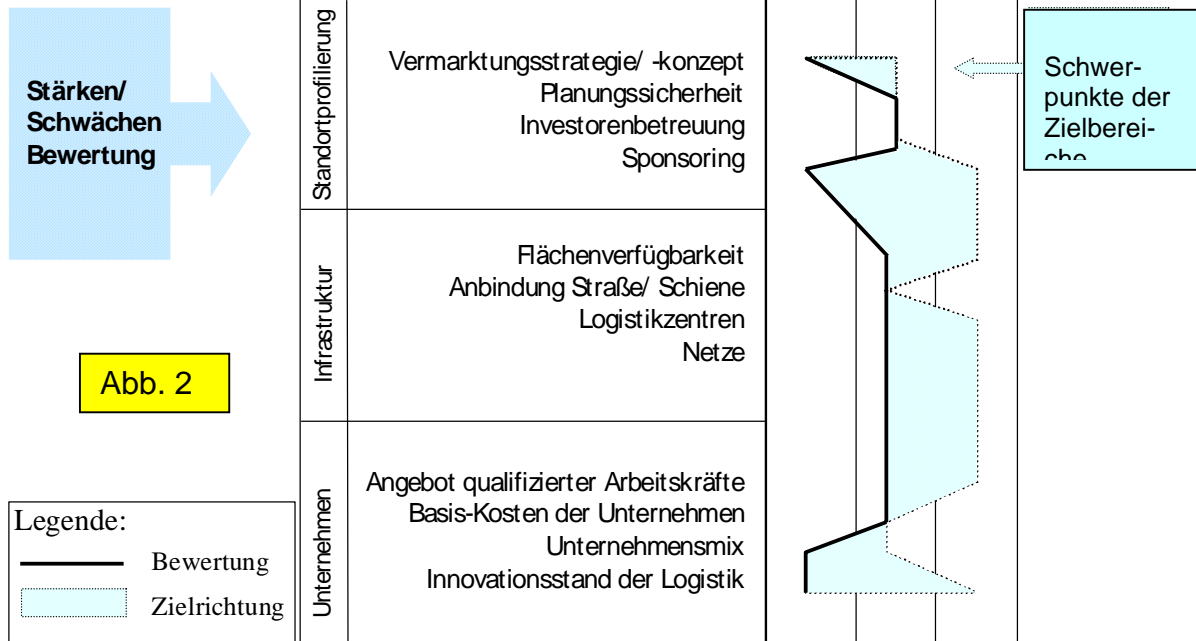 Stärken/
Schwächen
Bewertung
Standortprofilierung
Vermarktungsstrategie/ -konzept
Planungssicherheit
Investorenbetreuung
Sponsoring
Schwer-
punkte der
Zielberei-
che
Infrastruktur
Flächenverfügbarkeit
Anbindung Straße/ Schiene
Logistikzentren
Netze
Abb. 2
Unternehmen
Angebot qualifizierter Arbeitskräfte
Basis-Kosten der Unternehmen
Unternehmensmix
Innovationsstand der Logistik
Legende:
Bewertung
Zielrichtung